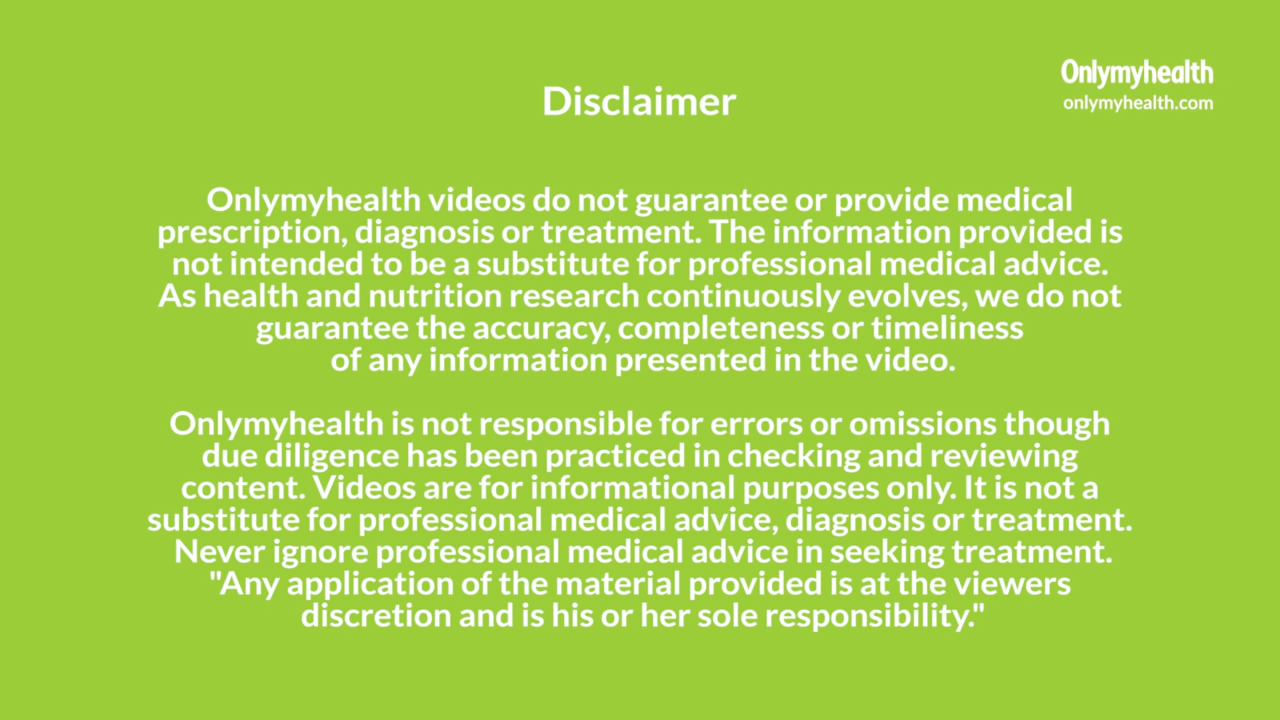 Onlymyhealth
onlymyhealth.com
Disclaimer
Onlymyhealth videos do not guarantee or provide medical
prescription, diagnosis or treatment. The information provided is
not intended to be a substitute for professional medical advice.
As health and nutrition research continuously evolves, we do not
guarantee the accuracy, completeness or timeliness
of any information presented in the video.
Onlymyhealth is not responsible for errors or omissions though
due diligence has been practiced in checking and reviewing
content. Videos are for informational purposes only. It is not a
substitute for professional medical advice, diagnosis or treatment.
Never ignore professional medical advice in seeking treatment.
"Any application of the material provided is at the viewers
discretion and is his or her sole responsibility."